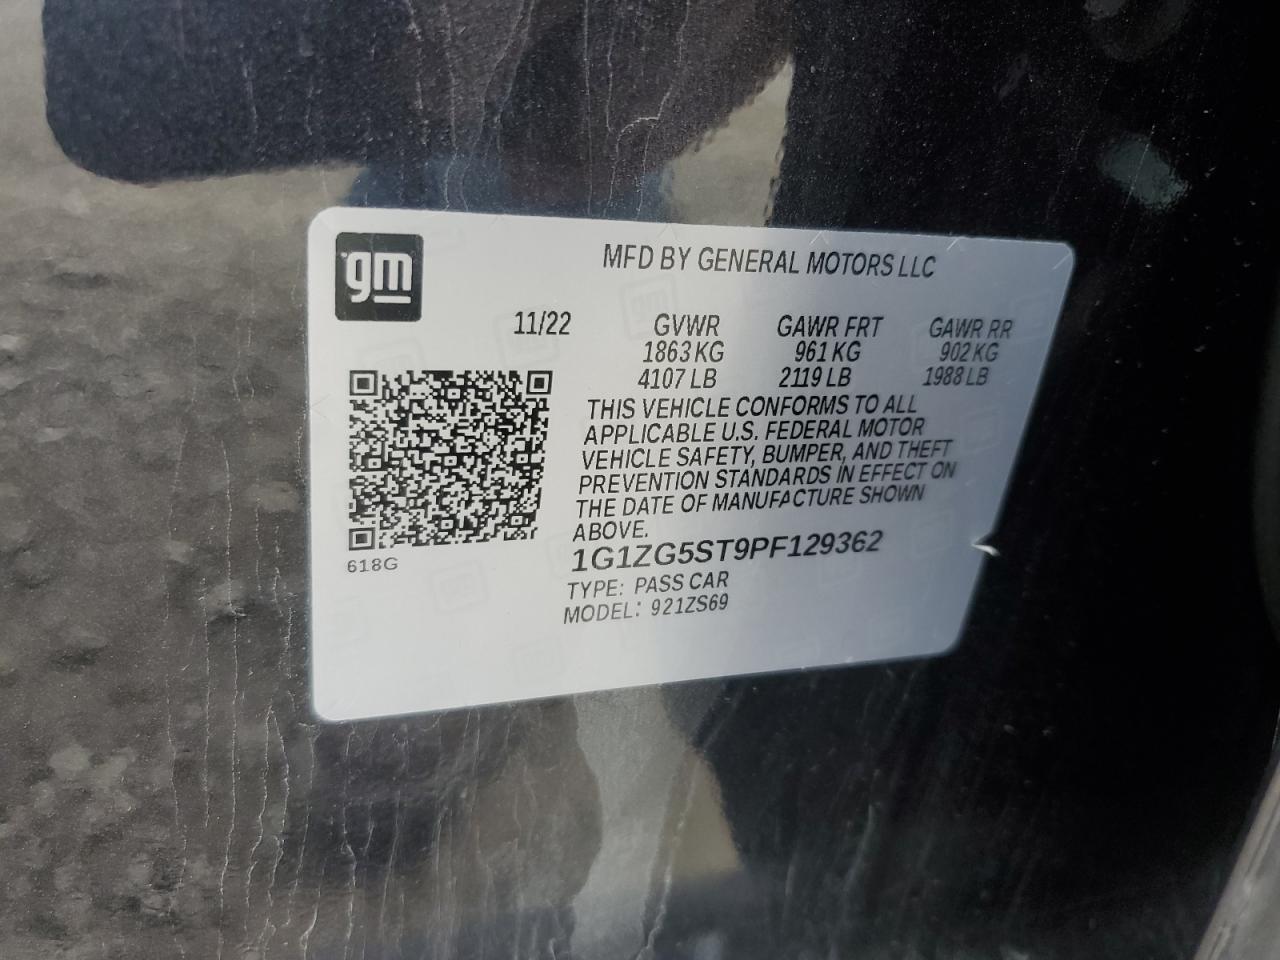 gm
MFD BY GENERAL MOTORS LLC
11/22 GVWR GAWR FRT GAWR RR
1863 KG 961 KG 902 KG
4107 LB 2119 LB 1988 LB
THIS VEHICLE CONFORMS TO ALL
APPLICABLE U.S. FEDERAL MOTOR
VEHICLE SAFETY, BUMPER, AND THEFT
PREVENTION STANDARDS IN EFFECT ON
THE DATE OF MANUFACTURE SHOWN
ABOVE.
618G
1G1ZG5ST9PF129362
TYPE: PASS CAR
MODEL: 921ZS69